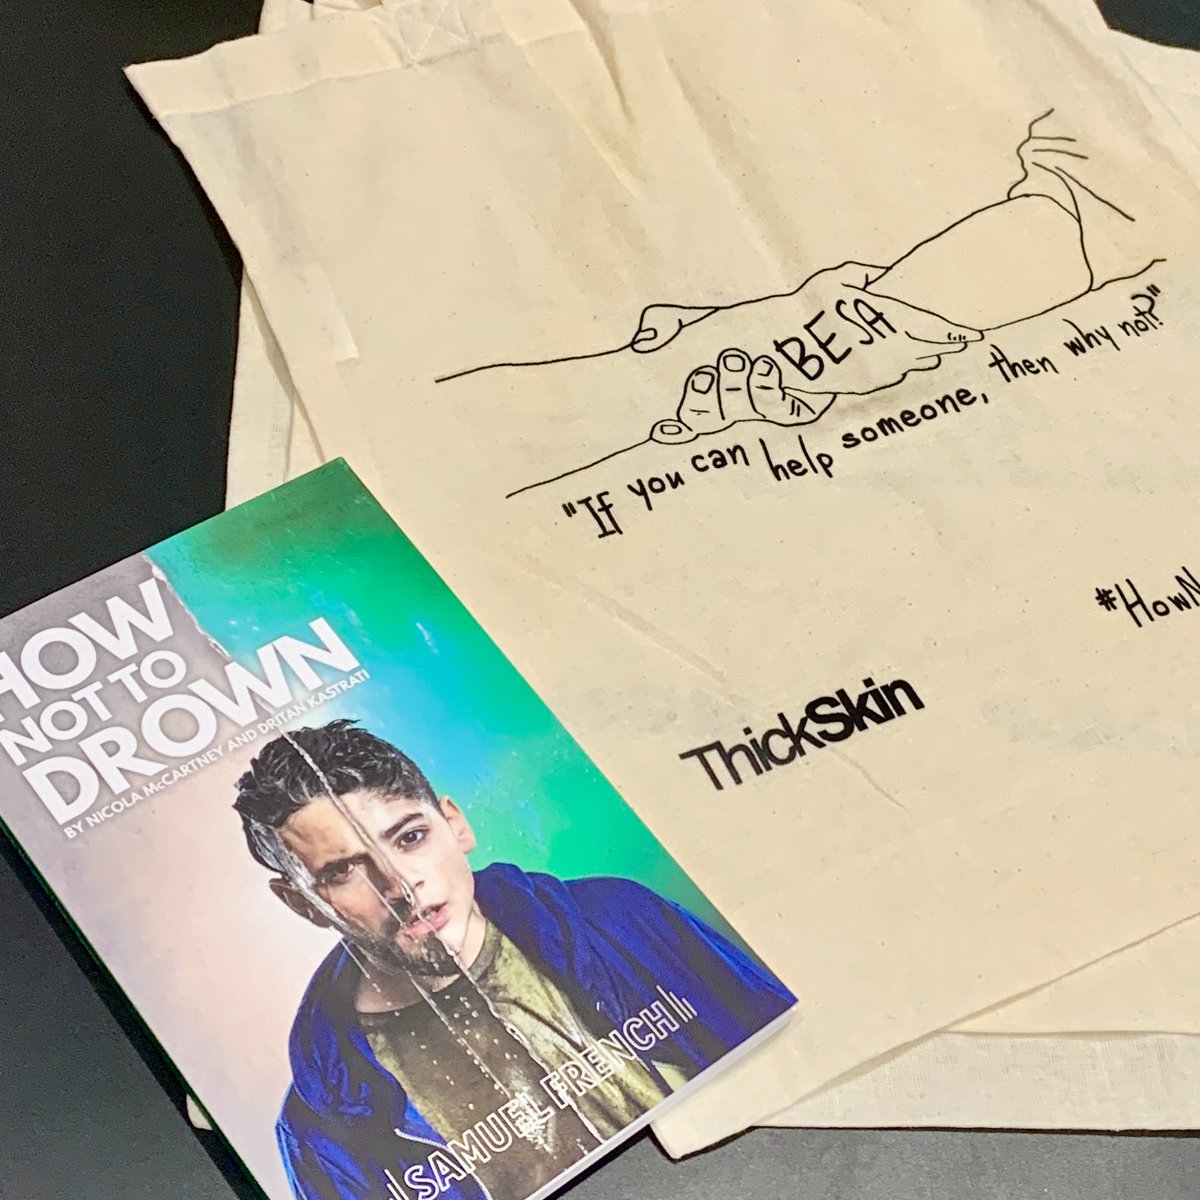 BESA
"If you can help someone, then why not?"
#HowN
ThickSkin
HOW
NOT TO
DROWN
BY NICOLA McCARTNEY AND DRITAN KASTRATI
SAMUEL FRENCH